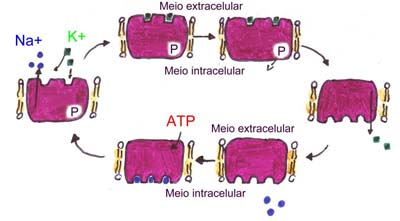 Meio extracelular
Na+
K+
P
P
P
Meio intracelular
ATP
Meio extracelular
Meio intracelular